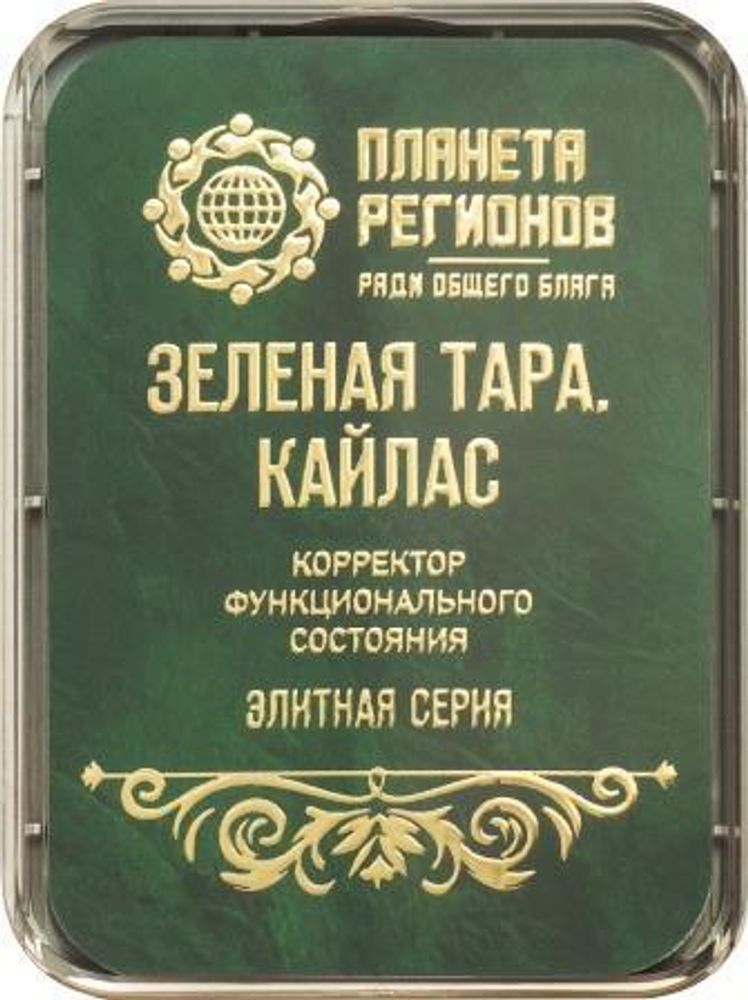 ПЛАНЕТА
РЕГИОНОВ
РАДИ ОБЩЕГО БЛАГА
ЗЕЛЕНАЯ ТАРА.
КАЙЛАС
КОРРЕКТОР
ФУНКЦИОНАЛЬНОГО
СОСТОЯНИЯ
ЭЛИТНАЯ СЕРИЯ